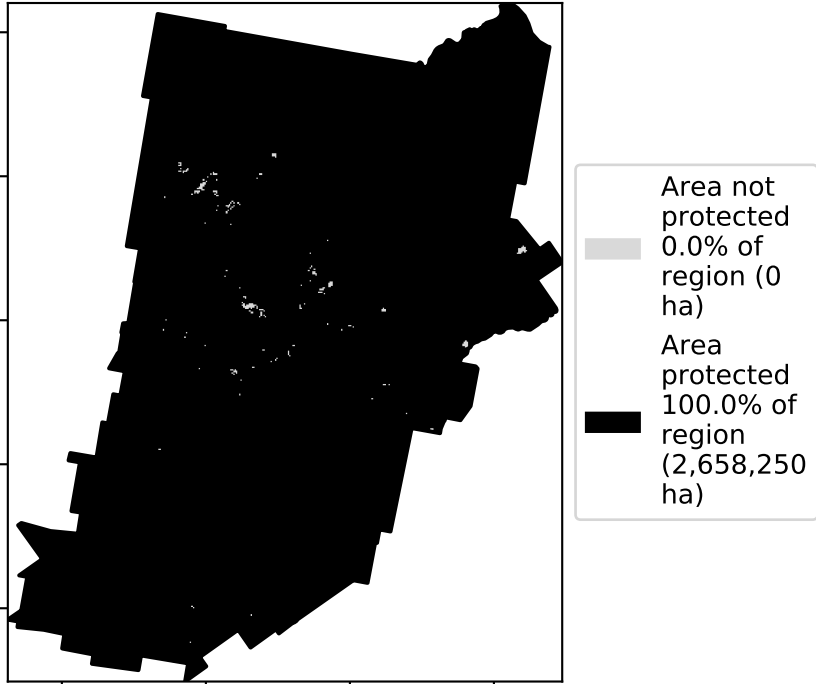 Area not
protected
0.0% of
region (0
ha)
Area
protected
100.0% of
region
(2,658,250
ha)